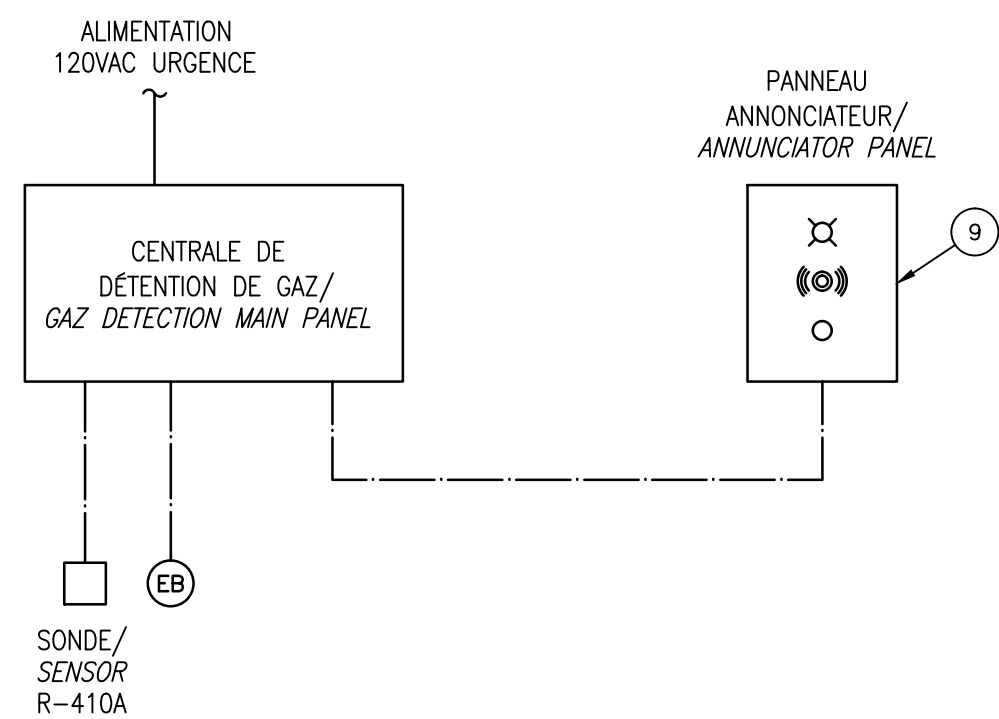 ALIMENTATION
120VAC URGENCE
PANNEAU
ANNONCIATEUR/
ANNUNCIATOR PANEL
9
CENTRALE DE
DÉTENTION DE GAZ/
GAZ DETECTION MAIN PANEL
EB
SONDE/
SENSOR
R-410A